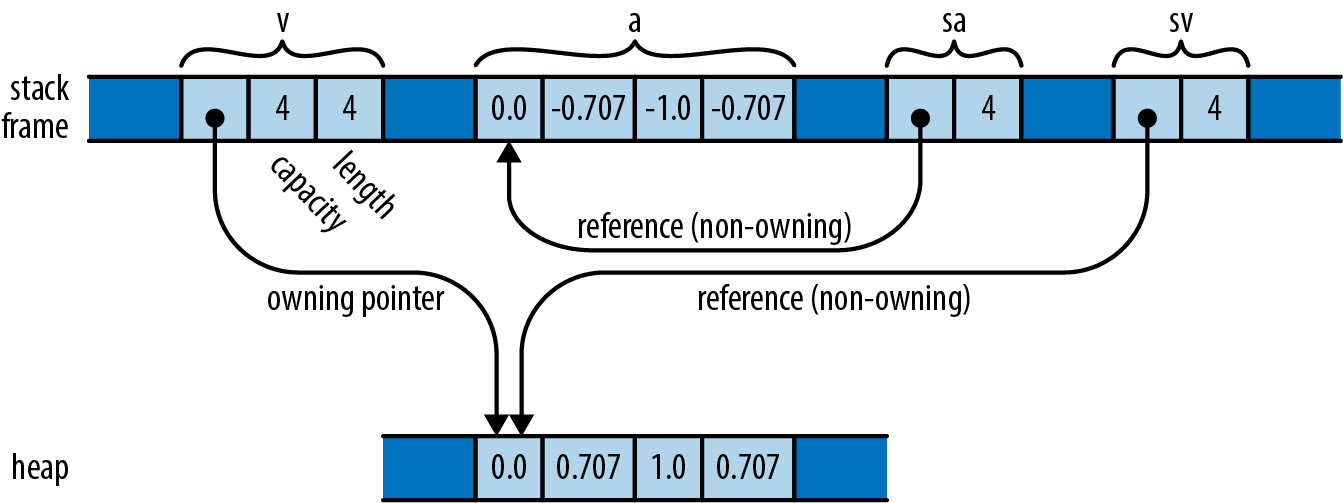 v a sa sv
stack
frame
4 4 0.0 -0.707 -1.0 -0.707 4 4
capacity
length
reference (non-owning)
owning pointer
reference (non-owning)
heap
0.0 0.707 1.0 0.707